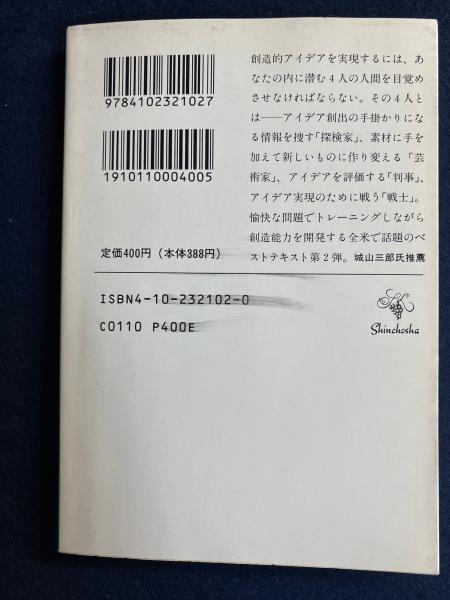 9784102321027
1910110004005
定価400円（本体388円）
創造的アイデアを実現するには、あ
なたの内に潜む4人の人間を目覚め
させなければならない。その4人と
は――アイデア創出の手掛かりにな
る情報を捜す「探検家」、素材に手を
加えて新しいものに作り変える「芸
術家」、アイデアを評価する「判事」、
アイデア実現のために戦う「戦士」。
愉快な問題でトレーニングしながら
創造能力を開発する全米で話題のベ
ストテキスト第2弾。城山三郎氏推薦
ISBN4-10-232102-0
C0110 P400E
Shinchosha